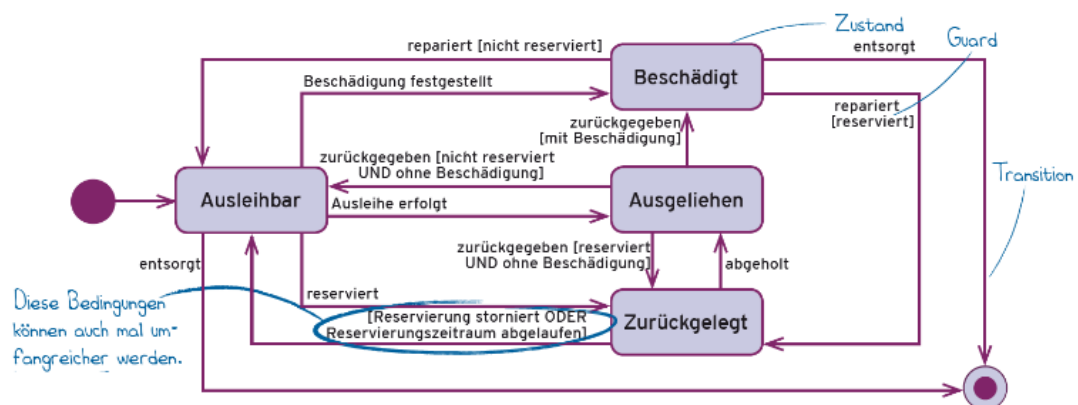 Zustand
repariert [nicht reserviert]
entsorgt
Guard
Beschädigt
Beschädigung festgestellt
repariert
[reserviert]
zurückgegeben
[mit Beschädigung]
zurückgegeben [nicht reserviert
UND ohne Beschädigung]
Transition
Ausleihbar
Ausleihe erfolgt
Ausgeliehen
zurückgegeben [reserviert
UND ohne Beschädigung]
entsorgt
abgeholt
Diese Bedingungen
können auch mal um-
fangreicher werden.
reserviert
[Reservierung storniert ODER
Reservierungszeitraum abgelaufen]
Zurückgelegt